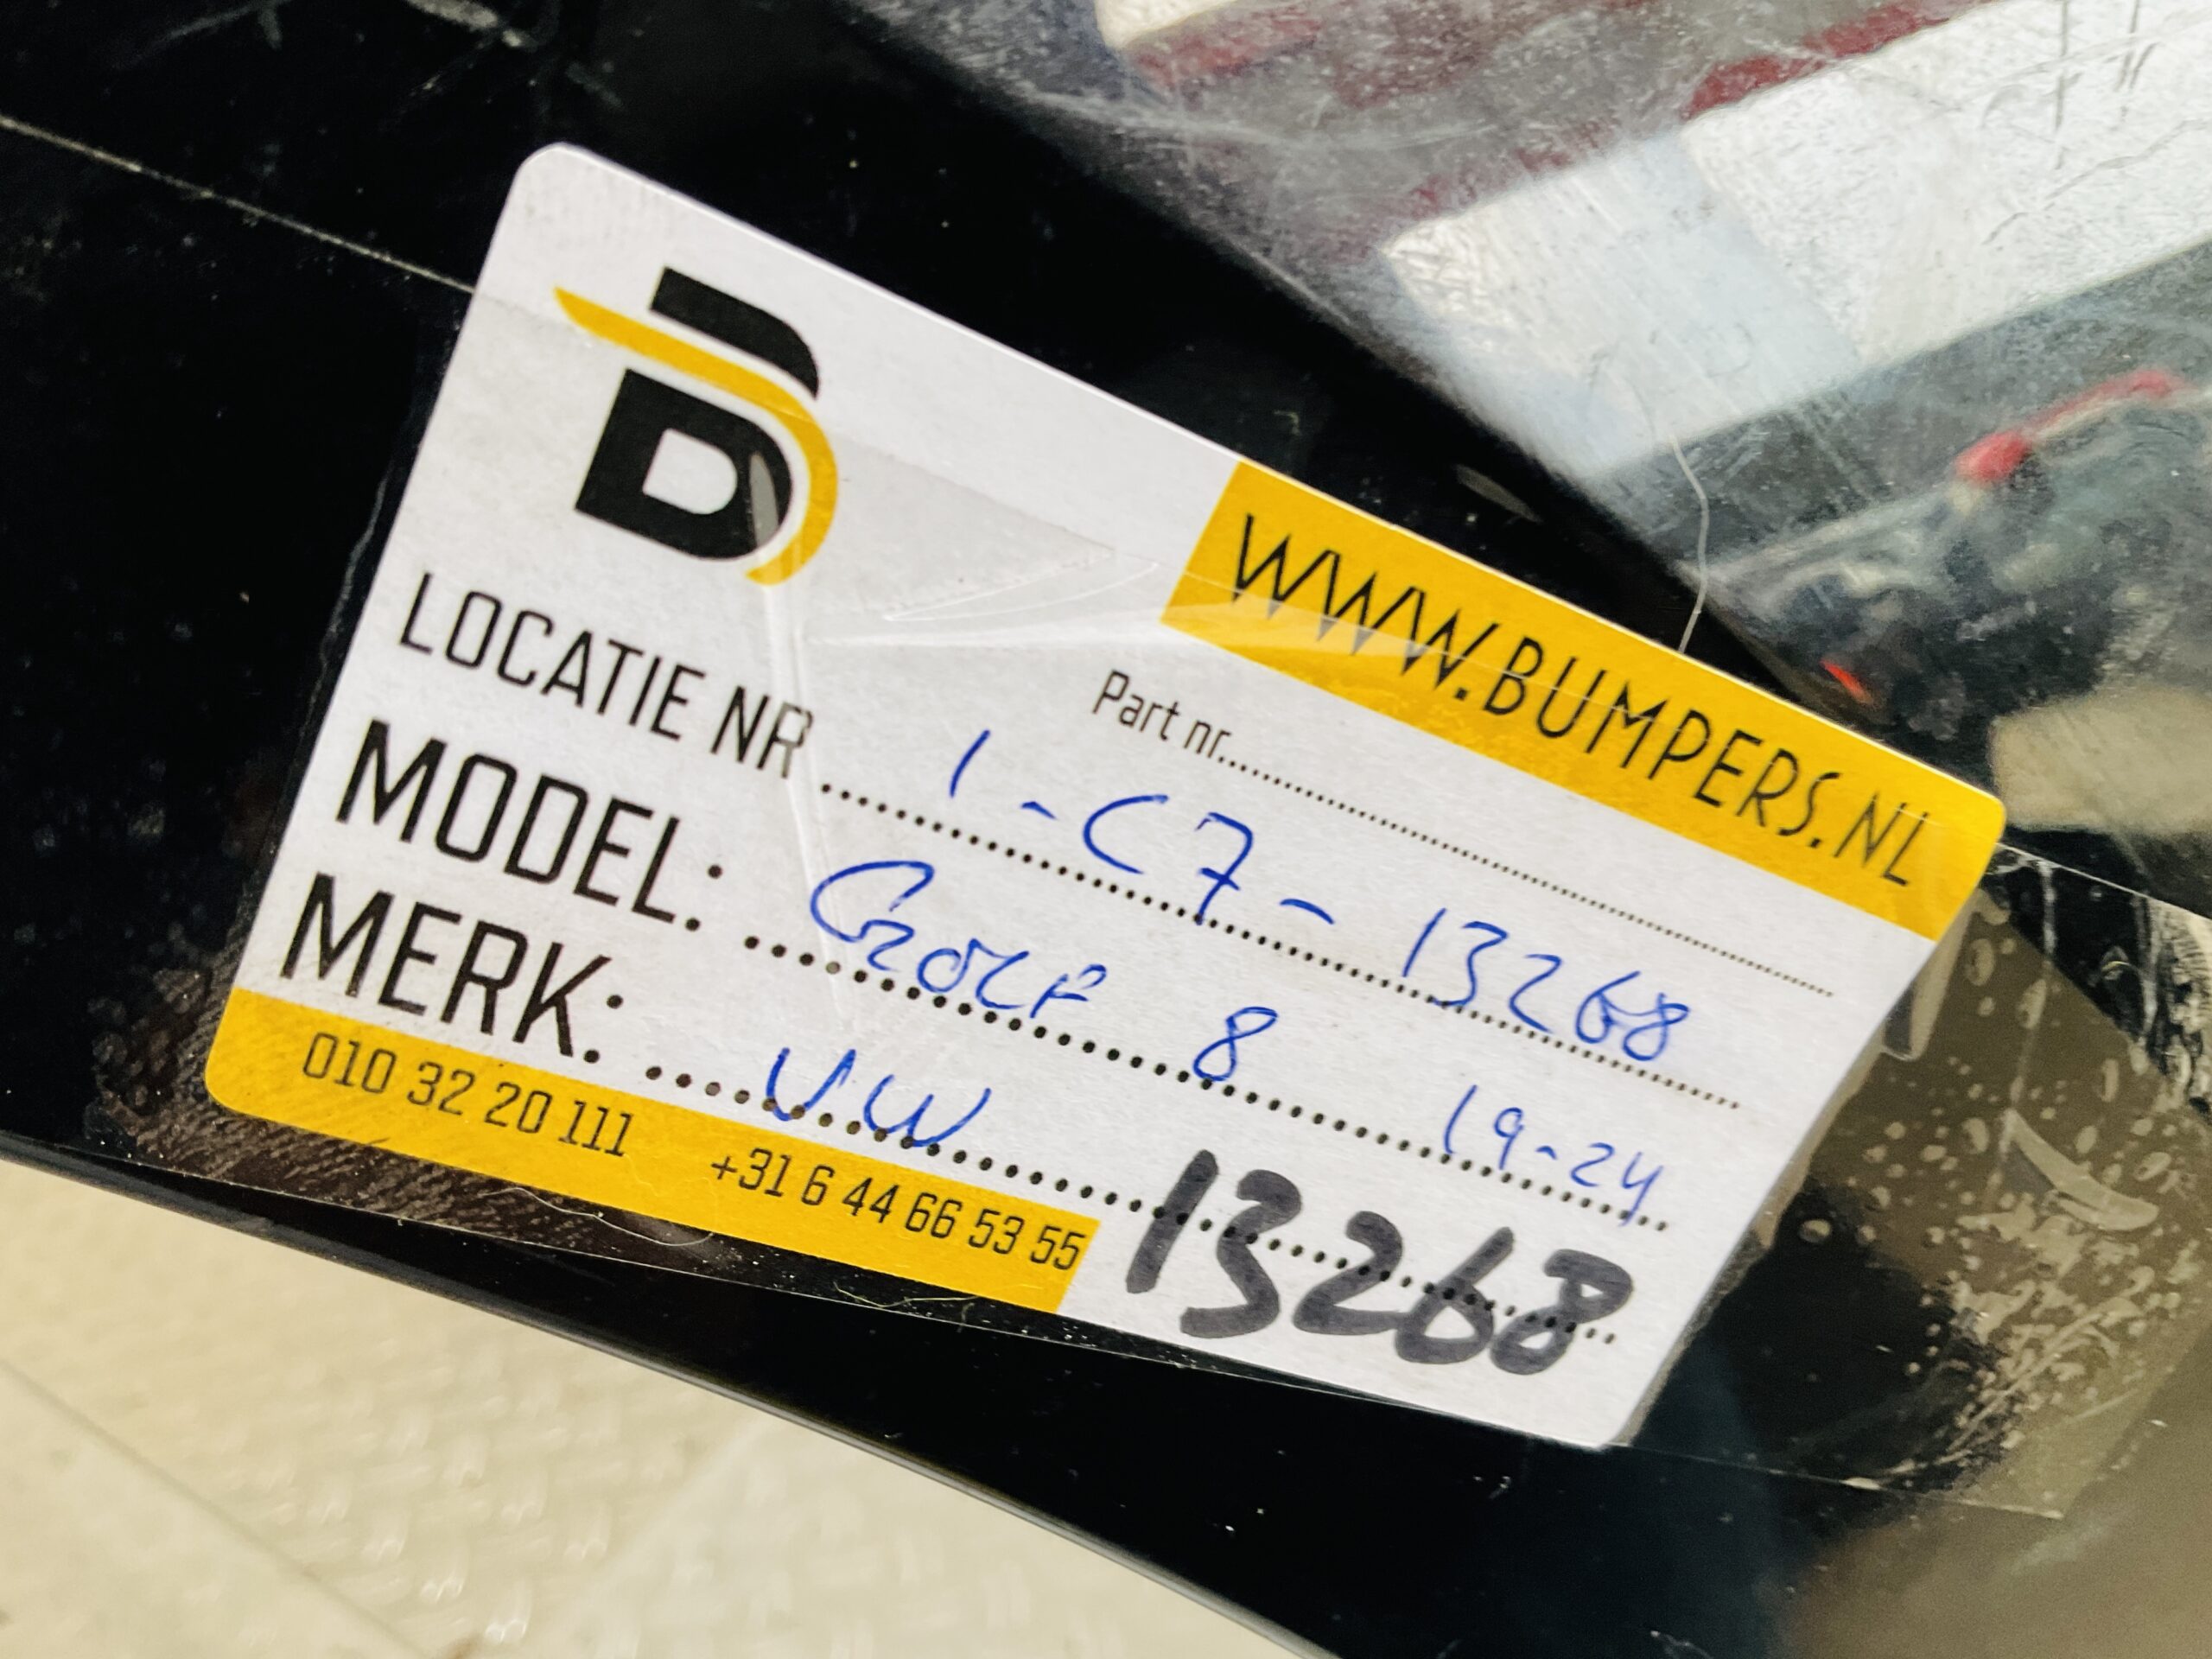 B
WWW.BUMPERS.NL
Part nr..........
LOCATIE NR .......... 1-C7-13268
MODEL: .......... GOLF 8 19-24
MERK: .......... VW
010 32 20 111 +31 6 44 66 53 55
13268